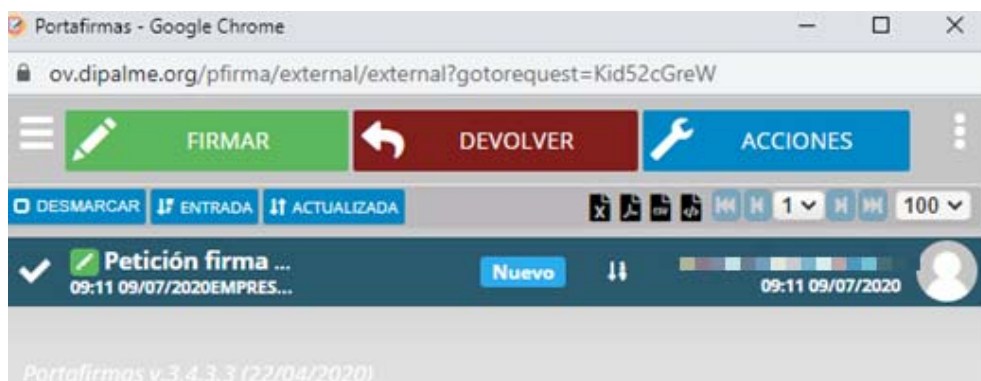 Portafirmas - Google Chrome
ov.dipalme.org/pfirma/external/external?gotorequest=Kid52cGreW
FIRMAR DEVOLVER ACCIONES
DESMARCAR ENTRADA ACTUALIZADA 1 100
Petición firma ... Nuevo
09:11 09/07/2020EMPRES... 09:11 09/07/2020
Portafirmas v.3.4.3.3 (22/04/2020)